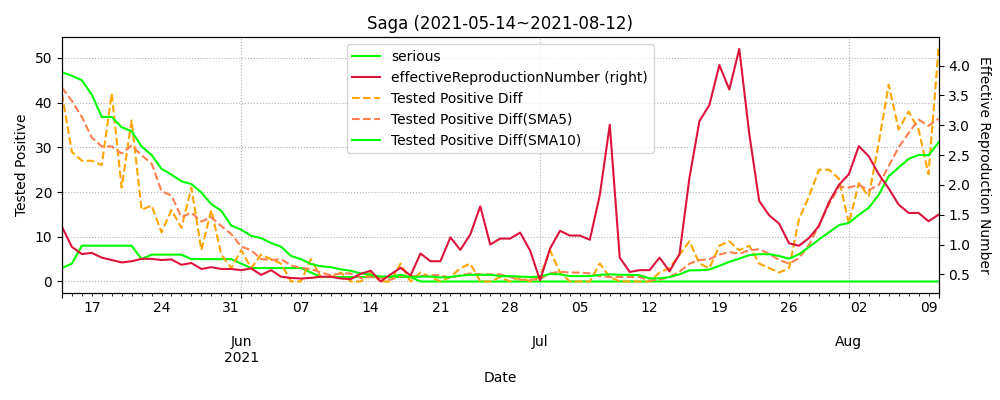 Saga (2021-05-14~2021-08-12)
serious
effectiveReproductionNumber (right)
Tested Positive Diff
Tested Positive Diff(SMA5)
Tested Positive Diff(SMA10)
Tested Positive
50
40
30
20
10
0
4.0
3.5
3.0
2.5
2.0
1.5
1.0
0.5
Effective Reproduction Number
17 24 31 07 14 21 28 05 12 19 26 02 09
Jun Jul Aug
2021
Date